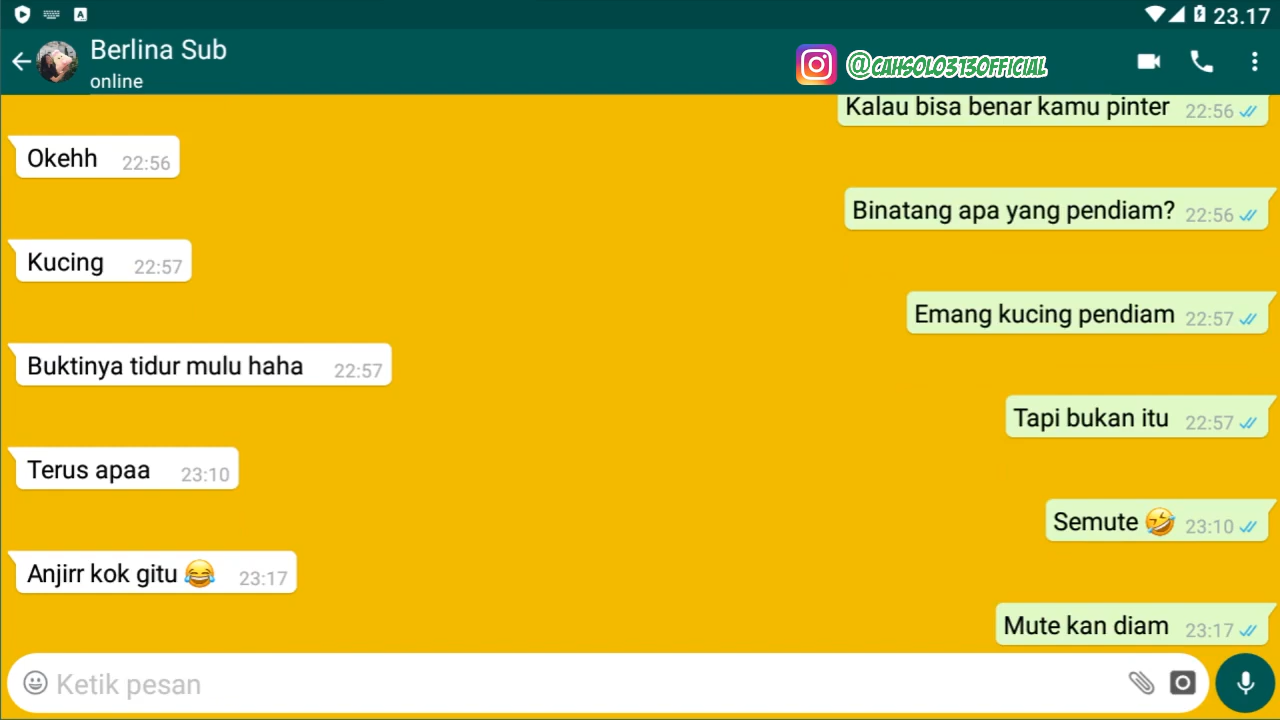 23.17
Berlina Sub
online
@CAHSOLO3130FFICIAL
Kalau bisa benar kamu pinter 22:56
Okehh 22:56
Binatang apa yang pendiam? 22:56
Kucing 22:57
Emang kucing pendiam 22:57
Buktinya tidur mulu haha 22:57
Tapi bukan itu 22:57
Terus apaa 23:10
Semute 🤣 23:10
Anjirr kok gitu 😂 23:17
Mute kan diam 23:17
Ketik pesan